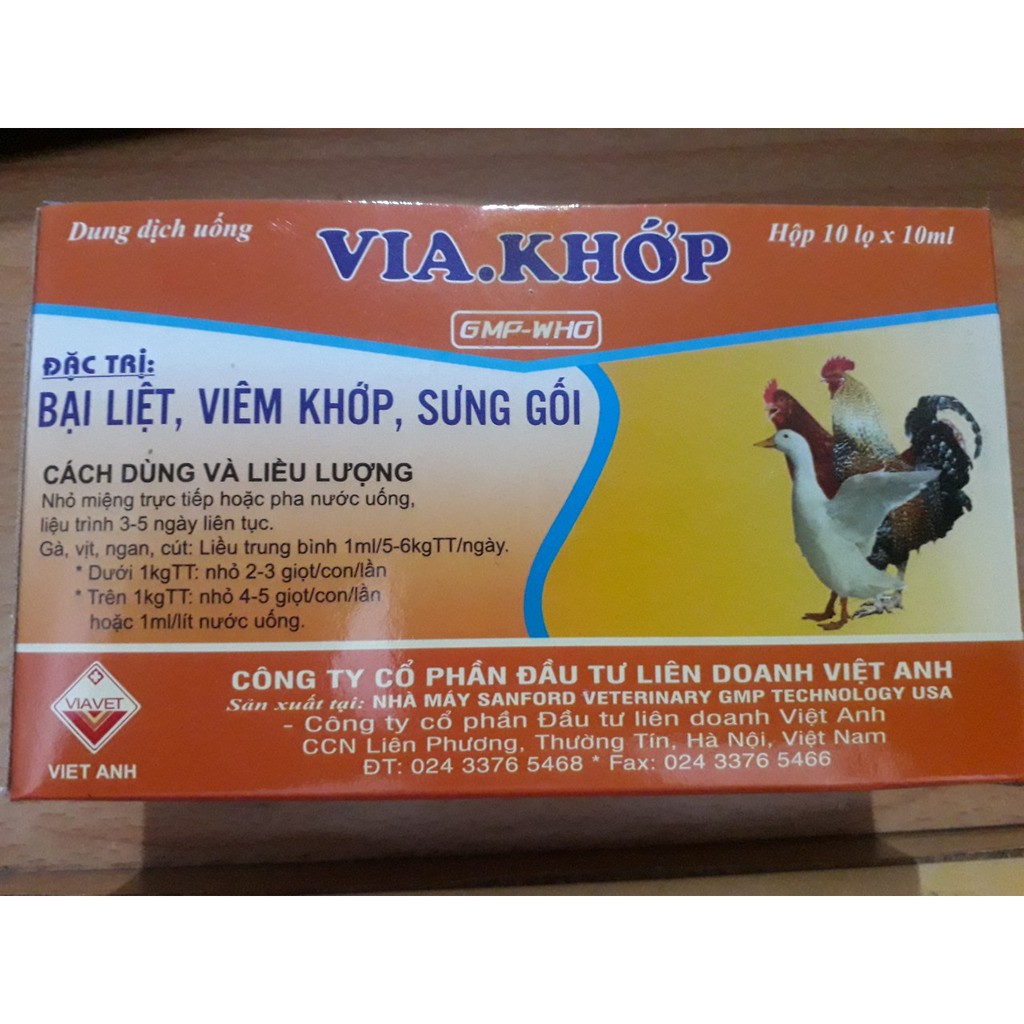 Dung dịch uống
VIA.KHỚP
Hộp 10 lọ x 10ml
GMP-WHO
ĐẶC TRỊ:
BẠI LIỆT, VIÊM KHỚP, SƯNG GỐI
CÁCH DÙNG VÀ LIỀU LƯỢNG
Nhỏ miệng trực tiếp hoặc pha nước uống,
liệu trình 3-5 ngày liên tục.
Gà, vịt, ngan, cút: Liều trung bình 1ml/5-6kgTT/ngày.
* Dưới 1kgTT: nhỏ 2-3 giọt/con/lần
* Trên 1kgTT: nhỏ 4-5 giọt/con/lần
hoặc 1ml/lít nước uống.
VIAVET
VIET ANH
CÔNG TY CỔ PHẦN ĐẦU TƯ LIÊN DOANH VIỆT ANH
Sản xuất tại: NHÀ MÁY SANFORD VETERINARY GMP TECHNOLOGY USA
- Công ty cổ phần Đầu tư liên doanh Việt Anh
CCN Liên Phương, Thường Tín, Hà Nội, Việt Nam
ĐT: 024 3376 5468 * Fax: 024 3376 5466